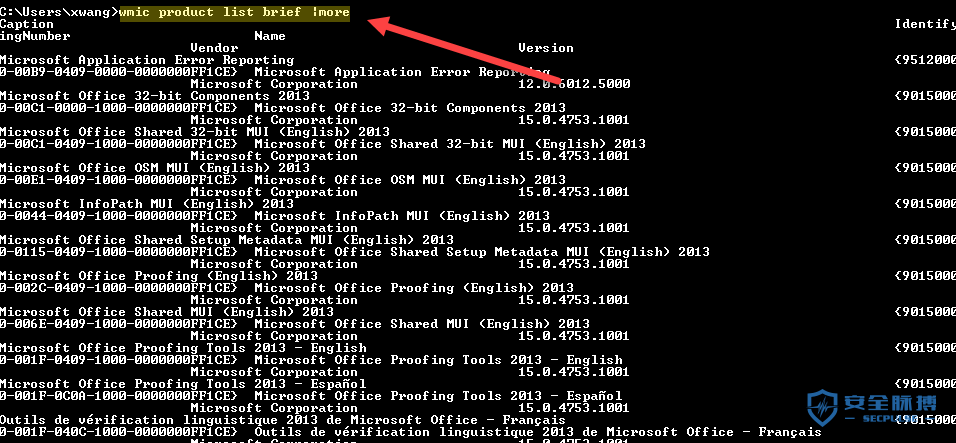 C:\Users\xwang>wmic product list brief |more
Caption Identify
ingNumber Name
Vendor Version
Microsoft Application Error Reporting {9512000
0-00B9-0409-0000-0000000FF1CE} Microsoft Application Error Reporting
Microsoft Corporation 12.0.6012.5000
Microsoft Office 32-bit Components 2013 {9015000
0-00C1-0000-1000-0000000FF1CE} Microsoft Office 32-bit Components 2013
Microsoft Corporation 15.0.4753.1001
Microsoft Office Shared 32-bit MUI (English) 2013 {9015000
0-00C1-0409-1000-0000000FF1CE} Microsoft Office Shared 32-bit MUI (English) 2013
Microsoft Corporation 15.0.4753.1001
Microsoft Office OSM MUI (English) 2013 {9015000
0-00E1-0409-1000-0000000FF1CE} Microsoft Office OSM MUI (English) 2013
Microsoft Corporation 15.0.4753.1001
Microsoft InfoPath MUI (English) 2013 {9015000
0-0044-0409-1000-0000000FF1CE} Microsoft InfoPath MUI (English) 2013
Microsoft Corporation 15.0.4753.1001
Microsoft Office Shared Setup Metadata MUI (English) 2013 {9015000
0-0115-0409-1000-0000000FF1CE} Microsoft Office Shared Setup Metadata MUI (English) 2013
Microsoft Corporation 15.0.4753.1001
Microsoft Office Proofing (English) 2013 {9015000
0-002C-0409-1000-0000000FF1CE} Microsoft Office Proofing (English) 2013
Microsoft Corporation 15.0.4753.1001
Microsoft Office Shared MUI (English) 2013 {9015000
0-006E-0409-1000-0000000FF1CE} Microsoft Office Shared MUI (English) 2013
Microsoft Corporation 15.0.4753.1001
Microsoft Office Proofing Tools 2013 - English {9015000
0-001F-0409-1000-0000000FF1CE} Microsoft Office Proofing Tools 2013 - English
Microsoft Corporation 15.0.4753.1001
Microsoft Office Proofing Tools 2013 - Español {9015000
0-001F-0C0A-1000-0000000FF1CE} Microsoft Office Proofing Tools 2013 - Español
Microsoft Corporation 15.0.4753.1001
Outils de vérification linguistique 2013 de Microsoft Office - Français {9015000
0-001F-040C-1000-0000000FF1CE} Outils de vérification linguistique 2013 de Microsoft Office - Français
Microsoft Corporation 15.0.4753.1001
安全脉搏